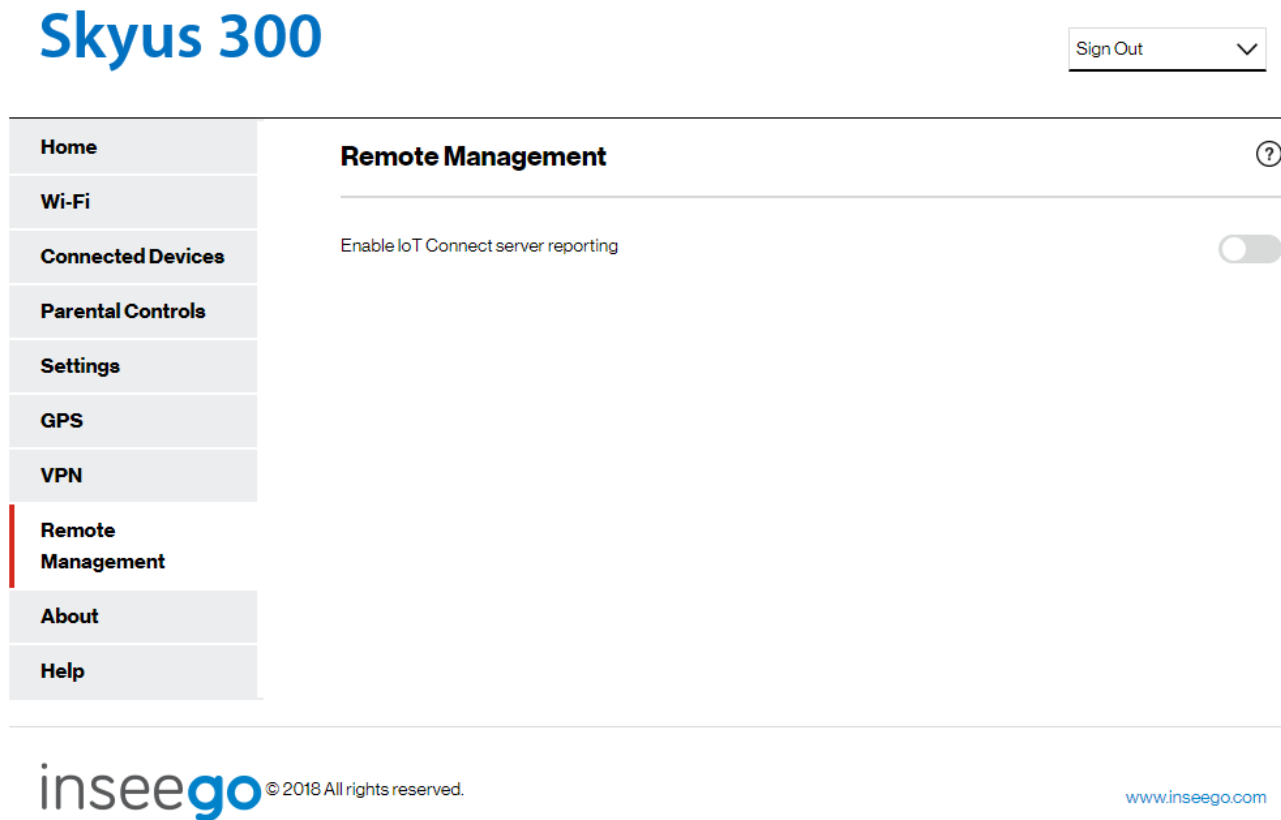 Skyus 300
Sign Out
Home
Wi-Fi
Connected Devices
Parental Controls
Settings
GPS
VPN
Remote
Management
About
Help
Remote Management
?
Enable IoT Connect server reporting
inseego © 2018 All rights reserved.
www.inseego.com